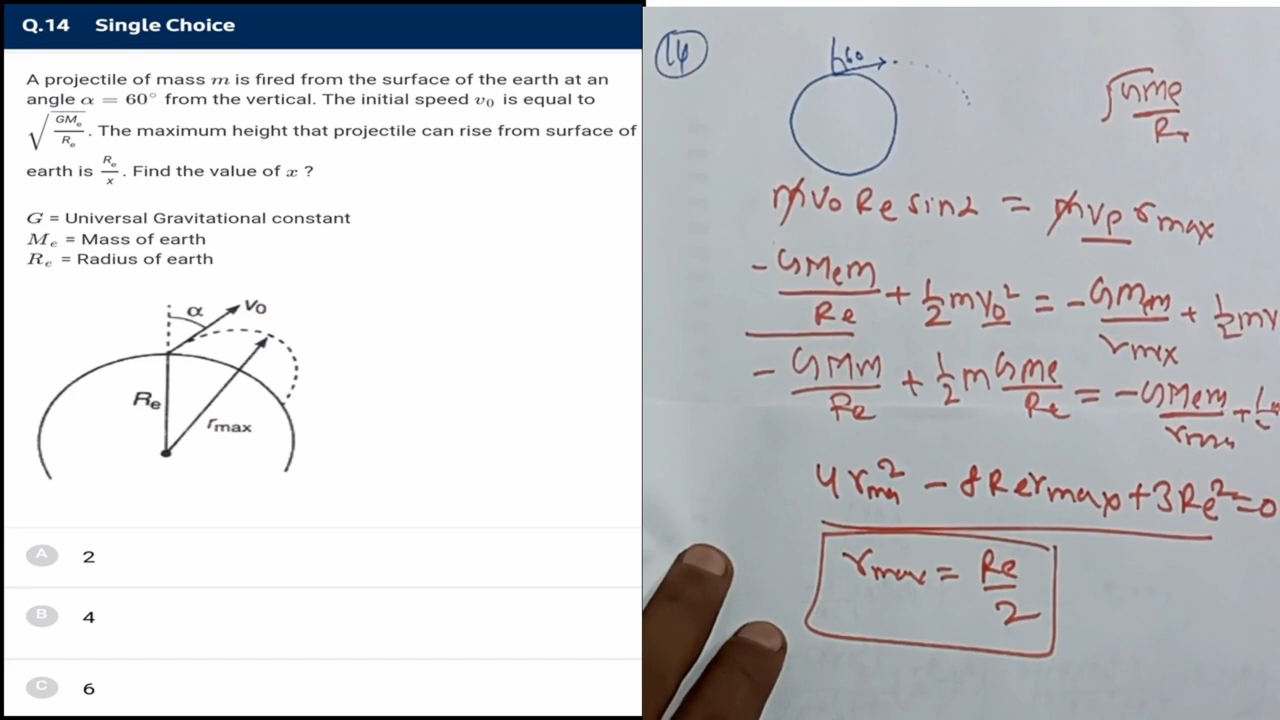 Q.14 Single Choice
A projectile of mass m is fired from the surface of the earth at an
angle α = 60° from the vertical. The initial speed v₀ is equal to
√(GMₑ/Rₑ). The maximum height that projectile can rise from surface of
earth is Rₑ/x. Find the value of x ?
G = Universal Gravitational constant
Mₑ = Mass of earth
Rₑ = Radius of earth
α v₀
Rₑ
rmax
A 2
B 4
C 6
14
60
√(GMe/Re)
mv₀ Re sinα = mvp rmax
-GMem/Re + ½mv₀² = -GMem/rmax + ½mv
-GMm/Re + ½m GMe/Re = -GMem/rmax + ½
4rmax² - 8Rermax + 3Re² = 0
rmax = Re/2